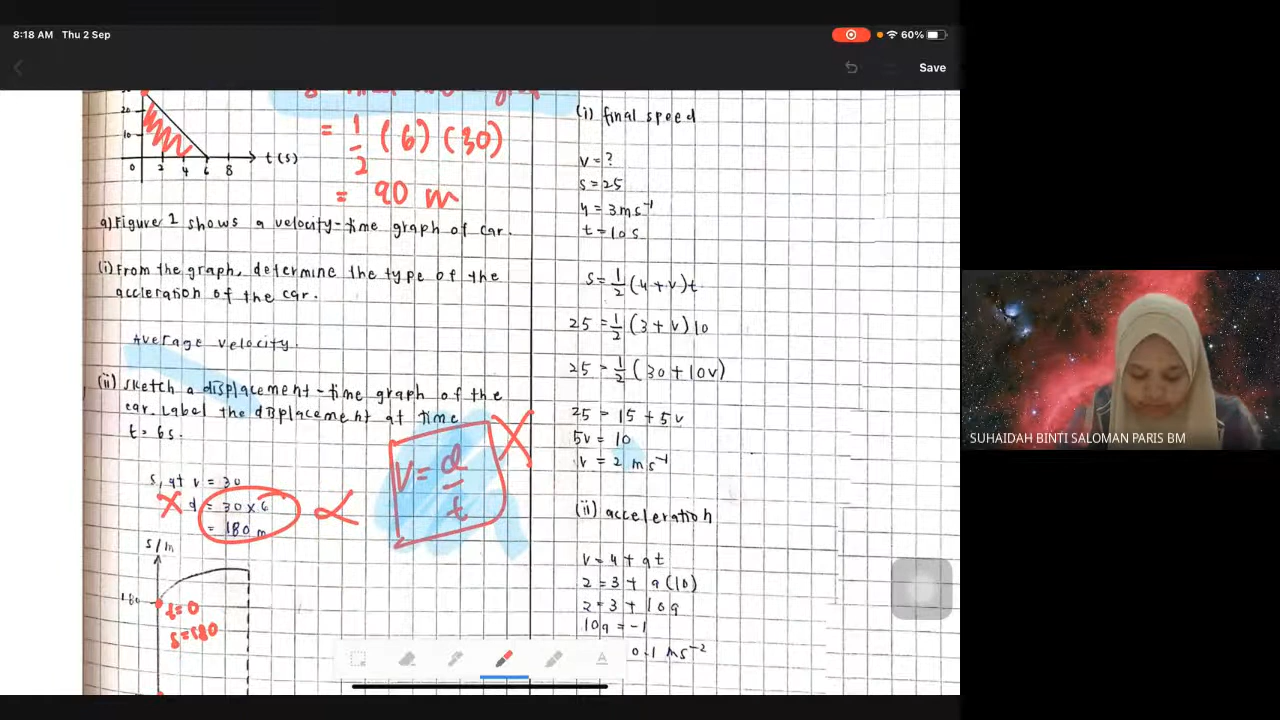 8:18 AM Thu 2 Sep
60%
Save
20
10
0 2 4 6 8 t(s)
= 1/2 (6)(30)
= 90 m
a) Figure 1 shows a velocity-time graph of car.
(i) From the graph, determine the type of the
accleration of the car.
Average velocity.
(ii) sketch a displacement-time graph of the
car. Label the displacement at time
t = 6s.
s, at v = 30
X d = 30 x 6 α
= 180 m
v = d/t X
s/m
180
t=0
s=180
(i) final speed
v = ?
s = 25
u = 3 ms⁻¹
t = 10 s
s = 1/2 (u + v) t
25 = 1/2 (3 + v) 10
25 = 1/2 (30 + 10v)
25 = 15 + 5v
5v = 10
v = 2 ms⁻¹
(ii) acceleration
v = u + at
2 = 3 + a(10)
2 = 3 + 10a
10a = -1
0.1 ms⁻²
A
SUHAIDAH BINTI SALOMAN PARIS BM